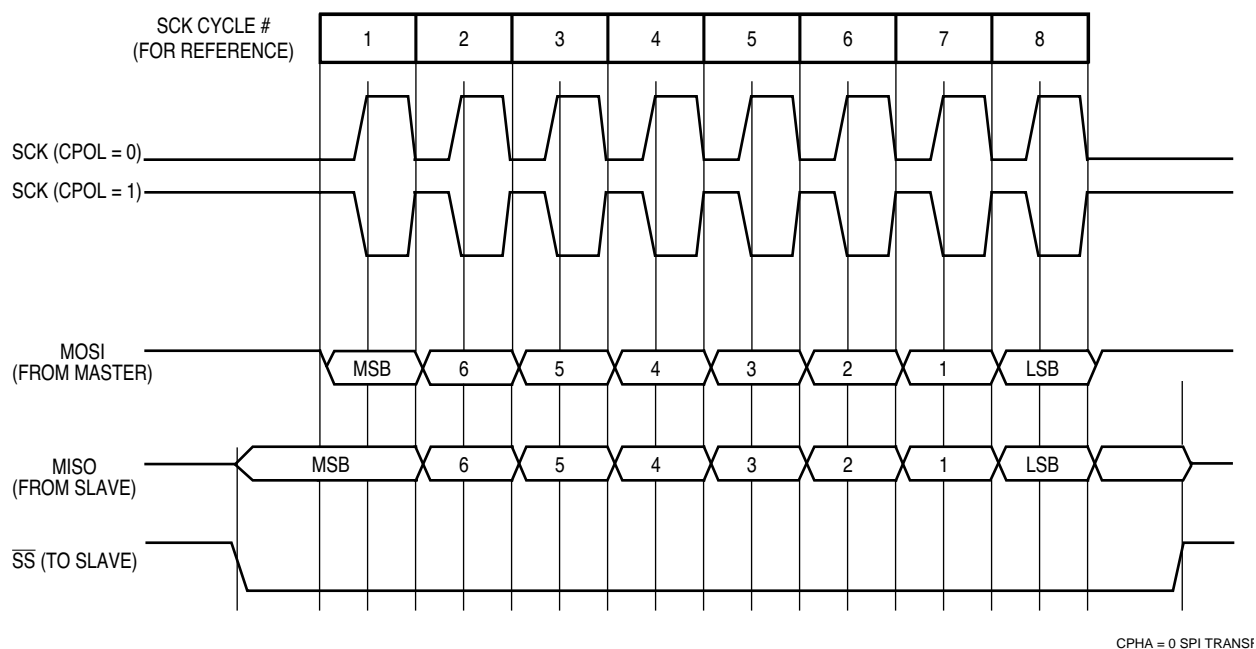 SCK CYCLE #
(FOR REFERENCE)
1 2 3 4 5 6 7 8
SCK (CPOL = 0)
SCK (CPOL = 1)
MOSI
(FROM MASTER)
MSB 6 5 4 3 2 1 LSB
MISO
(FROM SLAVE)
MSB 6 5 4 3 2 1 LSB
SS (TO SLAVE)
CPHA = 0 SPI TRANSF